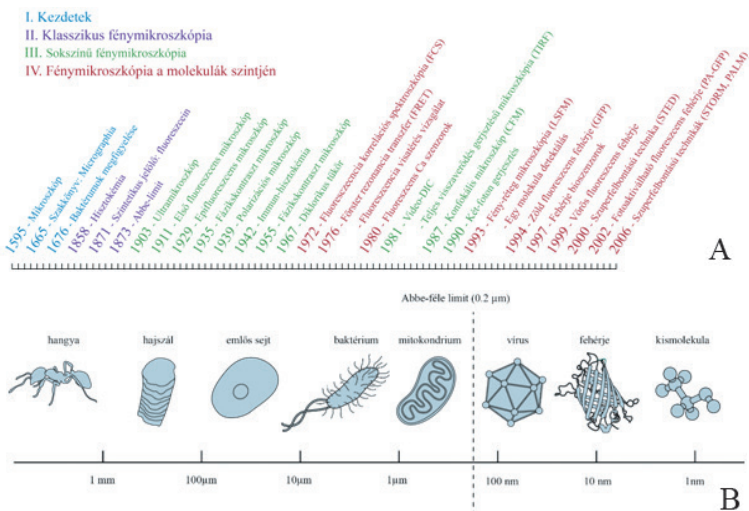 I. Kezdetek
II. Klasszikus fénymikroszkópia
III. Sokszínű fénymikroszkópia
IV. Fénymikroszkópia a molekulák szintjén
1595 - Mikroszkóp
1665 - Szakkönyv: Micrographia
1676 - Baktériumok megfigyelése
1858 - Hisztokémia
1871 - Szintetikus jelölő: fluoreszcein
1873 - Abbe-limit
1903 - Ultramikroszkóp
1911 - Első fluoreszcens mikroszkóp
1929 - Epifluoreszcens mikroszkóp
1935 - Fáziskontraszt mikroszkóp
1939 - Polarizációs mikroszkóp
1942 - Immun-hisztokémia
1955 - Fáziskontraszt mikroszkóp
1967 - Dikroikus tükör
1972 - Fluoreszcencia korrelációs spektroszkópia (FCS)
1976 - Förster rezonancia transzfer (FRET)
- Fluoreszcencia visatérés vizsgálat
1980 - Fluoreszcens Ca szenzorok
1981 - Video-DIC
- Teljes visszaverődés gerjesztésű mikroszkópia (TIRF)
1987 - Konfokális mikroszkóp (CFM)
1990 - Két-foton gerjesztés
1993 - Fény-réteg mikroszkópia (LSFM)
- Egy molekula detektálás
1994 - Zöld fluoreszcens fehérje (GFP)
1997 - Fehérje bioszenzorok
1999 - Vörös fluoreszcens fehérje
2000 - Szuperfelbontású technika (STED)
2002 - Fotoaktiválható fluoreszcens fehérje (PA-GFP)
2006 - Szuperfelbontású technikák (STORM, PALM)
A
Abbe-féle limit (0.2 µm)
hangya hajszál emlős sejt baktérium mitokondrium vírus fehérje kismolekula
1 mm 100µm 10µm 1µm 100 nm 10 nm 1nm
B